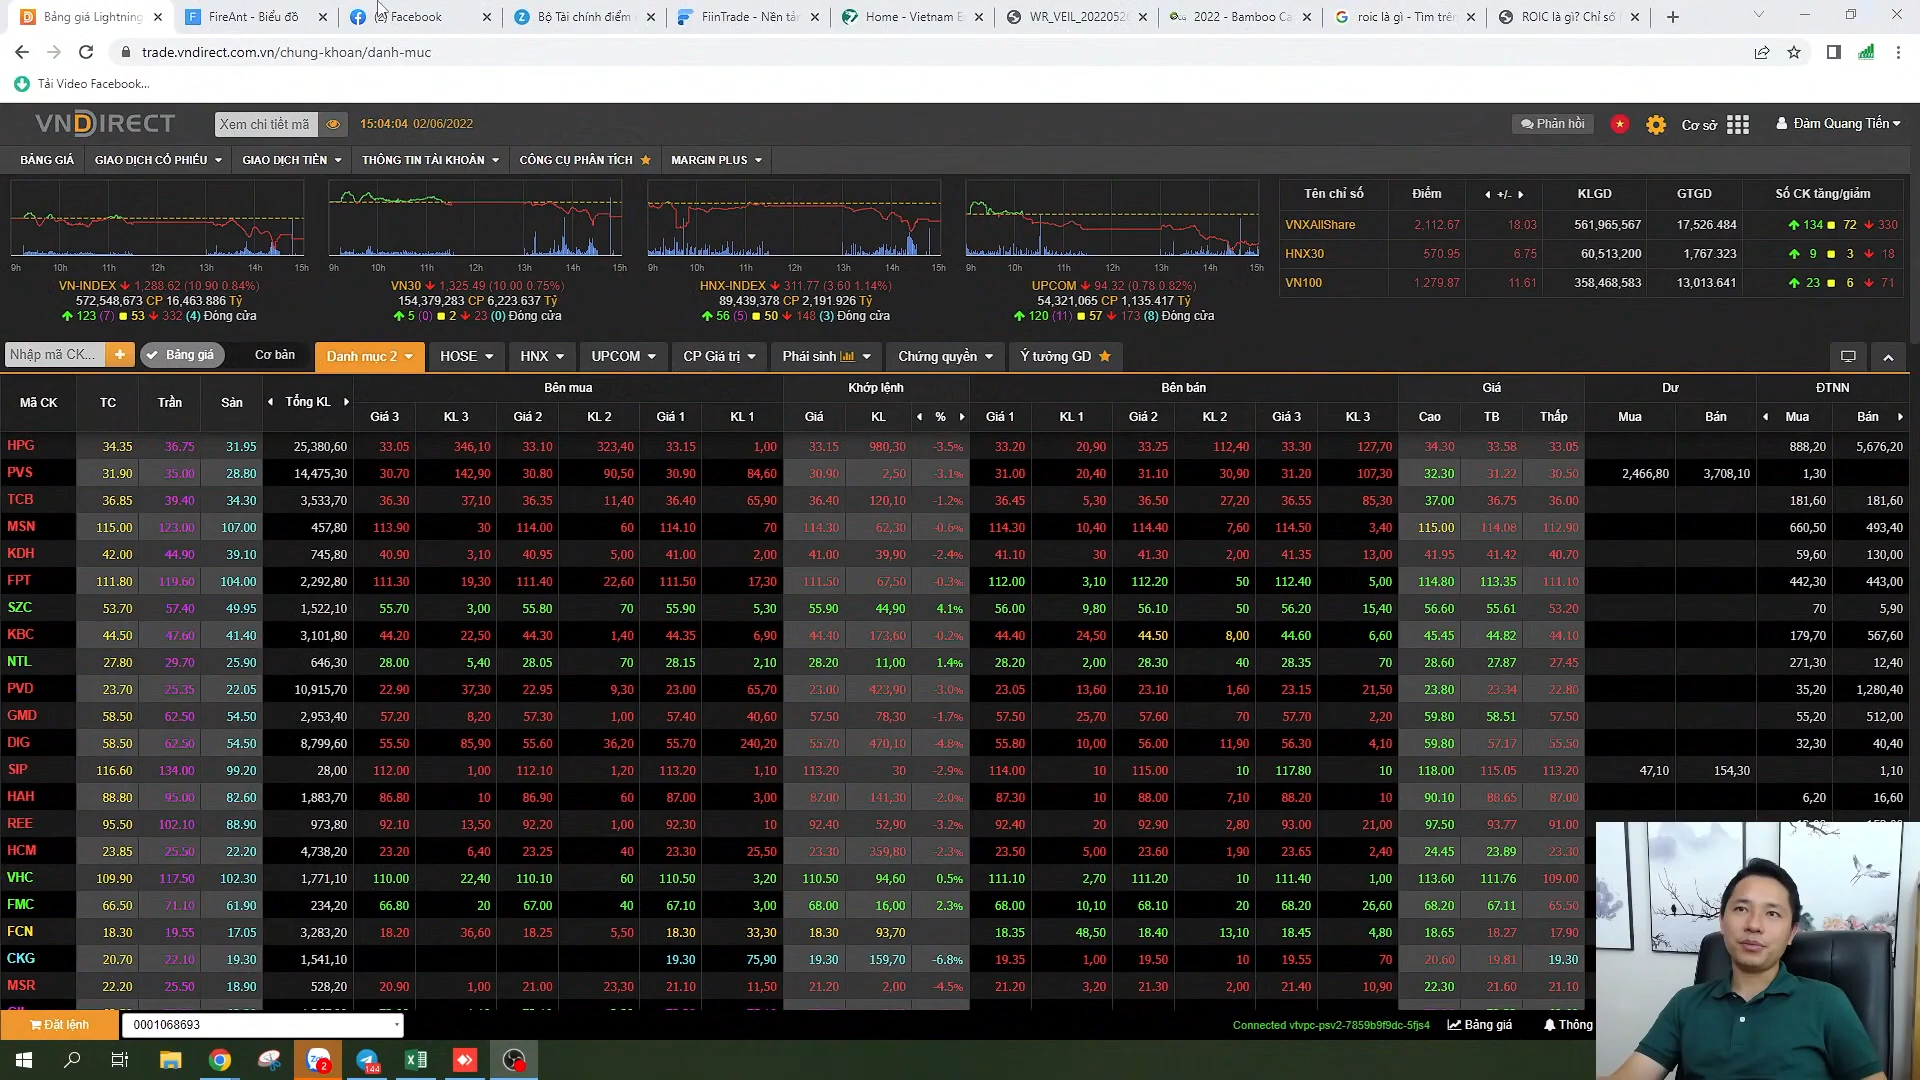 Bảng giá Lightning
FireAnt - Biểu đồ
Facebook
Bộ Tài chính điểm
FiinTrade - Nền tản
Home - Vietnam E
WR_VEIL_20220520
2022 - Bamboo Ca
roic là gì - Tìm trên
ROIC là gì? Chỉ số
trade.vndirect.com.vn/chung-khoan/danh-muc
Tải Video Facebook...
VNDIRECT
Xem chi tiết mã
15:04:04 02/06/2022
Phản hồi
Cơ sở
Đàm Quang Tiến
BẢNG GIÁ GIAO DỊCH CỔ PHIẾU GIAO DỊCH TIỀN THÔNG TIN TÀI KHOẢN CÔNG CỤ PHÂN TÍCH MARGIN PLUS
Tên chỉ số Điểm +/- KLGD GTGD Số CK tăng/giảm
VNXAllShare 2,112.67 18.03 561,965,567 17,526.484 134 72 330
HNX30 570.95 6.75 60,513,200 1,767.323 9 3 18
VN100 1,279.87 11.61 358,468,583 13,013.641 23 6 71
9h 10h 11h 12h 13h 14h 15h
9h 10h 11h 12h 13h 14h 15h
9h 10h 11h 12h 13h 14h 15h
9h 10h 11h 12h 13h 14h 15h
VN-INDEX 1,288.62 (10.90 0.84%)
572,548,673 CP 16,463.886 Tỷ
123 (7) 53 332 (4) Đóng cửa
VN30 1,325.49 (10.00 0.75%)
154,379,283 CP 6,223.637 Tỷ
5 (0) 2 23 (0) Đóng cửa
HNX-INDEX 311.77 (3.60 1.14%)
89,439,378 CP 2,191.926 Tỷ
56 (5) 50 148 (3) Đóng cửa
UPCOM 94.32 (0.78 0.82%)
54,321,065 CP 1,135.417 Tỷ
120 (11) 57 173 (8) Đóng cửa
Nhập mã CK... + Bảng giá Cơ bản Danh mục 2 HOSE HNX UPCOM CP Giá trị Phái sinh Chứng quyền Ý tưởng GD
Mã CK TC Trần Sàn Tổng KL Bên mua Khớp lệnh Bên bán Giá Dư ĐTNN
Giá 3 KL 3 Giá 2 KL 2 Giá 1 KL 1 Giá KL % Giá 1 KL 1 Giá 2 KL 2 Giá 3 KL 3 Cao TB Thấp Mua Bán Mua Bán
HPG 34.35 36.75 31.95 25,380,60 33.05 346,10 33.10 323,40 33.15 1,00 33.15 980,30 -3.5% 33.20 20,90 33.25 112,40 33.30 127,70 34.30 33.58 33.05 888,20 5,676,20
PVS 31.90 35.00 28.80 14,475,30 30.70 142,90 30.80 90,50 30.90 84,60 30.90 2,50 -3.1% 31.00 20,40 31.10 30,90 31.20 107,30 32.30 31.22 30.50 2,466,80 3,708,10 1,30
TCB 36.85 39.40 34.30 3,533,70 36.30 37,10 36.35 11,40 36.40 65,90 36.40 120,10 -1.2% 36.45 5,30 36.50 27,20 36.55 85,30 37.00 36.75 36.00 181,60 181,60
MSN 115.00 123.00 107.00 457,80 113.90 30 114.00 60 114.10 70 114.30 62,30 -0.6% 114.30 10,40 114.40 7,60 114.50 3,40 115.00 114.08 112.90 660,50 493,40
KDH 42.00 44.90 39.10 745,80 40.90 3,10 40.95 5,00 41.00 2,00 41.00 39,90 -2.4% 41.10 30 41.30 2,00 41.35 13,00 41.95 41.42 40.70 59,60 130,00
FPT 111.80 119.60 104.00 2,292,80 111.30 19,30 111.40 22,60 111.50 17,30 111.50 67,50 -0.3% 112.00 3,10 112.20 50 112.40 5,00 114.80 113.35 111.10 442,30 443,00
SZC 53.70 57.40 49.95 1,522,10 55.70 3,00 55.80 70 55.90 5,30 55.90 44,90 4.1% 56.00 9,80 56.10 50 56.20 15,40 56.60 55.61 53.20 70 5,90
KBC 44.50 47.60 41.40 3,101,80 44.20 22,50 44.30 1,40 44.35 6,90 44.40 173,60 -0.2% 44.40 24,50 44.50 8,00 44.60 6,60 45.45 44.82 44.10 179,70 567,60
NTL 27.80 29.70 25.90 646,30 28.00 5,40 28.05 70 28.15 2,10 28.20 11,00 1.4% 28.20 2,00 28.30 40 28.35 70 28.60 27.87 27.45 271,30 12,40
PVD 23.70 25.35 22.05 10,915,70 22.90 37,30 22.95 9,30 23.00 65,70 23.00 423,90 -3.0% 23.05 13,60 23.10 1,60 23.15 21,50 23.80 23.34 22.80 35,20 1,280,40
GMD 58.50 62.50 54.50 2,953,40 57.20 8,20 57.30 1,00 57.40 40,60 57.50 78,30 -1.7% 57.50 25,70 57.60 70 57.70 2,20 59.80 58.51 57.50 55,20 512,00
DIG 58.50 62.50 54.50 8,799,60 55.50 85,90 55.60 36,20 55.70 240,20 55.70 470,10 -4.8% 55.80 10,00 56.00 11,90 56.30 4,10 59.80 57.17 55.50 32,30 40,40
SIP 116.60 134.00 99.20 28,00 112.00 1,00 112.10 1,20 113.20 1,10 113.20 30 -2.9% 114.00 10 115.00 10 117.80 10 118.00 115.05 113.20 47,10 154,30 1,10
HAH 88.80 95.00 82.60 1,883,70 86.80 10 86.90 60 87.00 3,00 87.00 141,30 -2.0% 87.30 10 88.00 7,10 88.20 10 90.10 88.65 87.00 6,20 16,60
REE 95.50 102.10 88.90 973,80 92.10 13,50 92.20 1,00 92.30 10 92.40 52,90 -3.2% 92.40 20 92.90 2,80 93.00 21,00 97.50 93.77 91.00
HCM 23.85 25.50 22.20 4,738,20 23.20 6,40 23.25 40 23.30 25,50 23.30 359,80 -2.3% 23.50 5,00 23.60 1,90 23.65 2,40 24.45 23.89 23.30
VHC 109.90 117.50 102.30 1,771,10 110.00 22,40 110.10 60 110.50 3,20 110.50 94,60 0.5% 111.10 2,70 111.20 10 111.40 1,00 113.60 111.76 109.00
FMC 66.50 71.10 61.90 234,20 66.80 20 67.00 40 67.10 3,00 68.00 16,00 2.3% 68.00 10,10 68.10 20 68.20 26,60 68.20 67.11 65.50
FCN 18.30 19.55 17.05 3,283,20 18.20 36,60 18.25 5,50 18.30 33,30 18.30 93,70 18.35 48,50 18.40 13,10 18.45 4,80 18.65 18.27 17.90
CKG 20.70 22.10 19.30 1,541,10 19.30 75,90 19.30 159,70 -6.8% 19.35 1,00 19.50 10 19.55 70 20.60 19.81 19.30
MSR 22.20 25.50 18.90 528,20 20.90 1,00 21.00 23,30 21.10 11,50 21.20 2,00 -4.5% 21.20 3,20 21.30 2,00 21.40 10,90 22.30 21.60 21.10
Đặt lệnh 0001068693 Connected vtvpc-psv2-7859b9f9dc-5fjs4 Bảng giá Thông
2
144